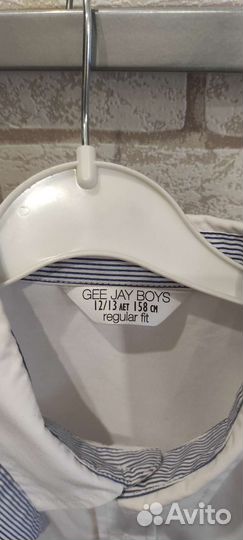 GEE JAY BOYS
12/13 ЛЕТ 158 СМ
regular fit
Avito